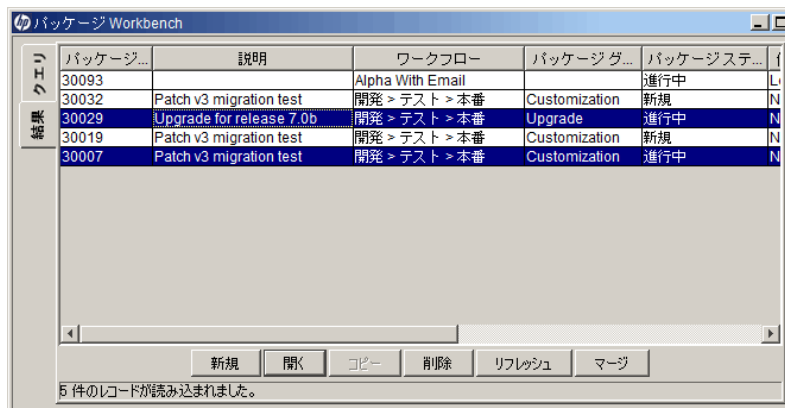 パッケージ Workbench
クエリ
結果
パッケージ... 説明 ワークフロー パッケージ グ... パッケージ ステ...
30093 Alpha With Email 進行中
30032 Patch v3 migration test 開発 > テスト > 本番 Customization 新規 N
30029 Upgrade for release 7.0b 開発 > テスト > 本番 Upgrade 進行中 N
30019 Patch v3 migration test 開発 > テスト > 本番 Customization 新規 N
30007 Patch v3 migration test 開発 > テスト > 本番 Customization 進行中 N
新規 開く コピー 削除 リフレッシュ マージ
5 件のレコードが読み込まれました。